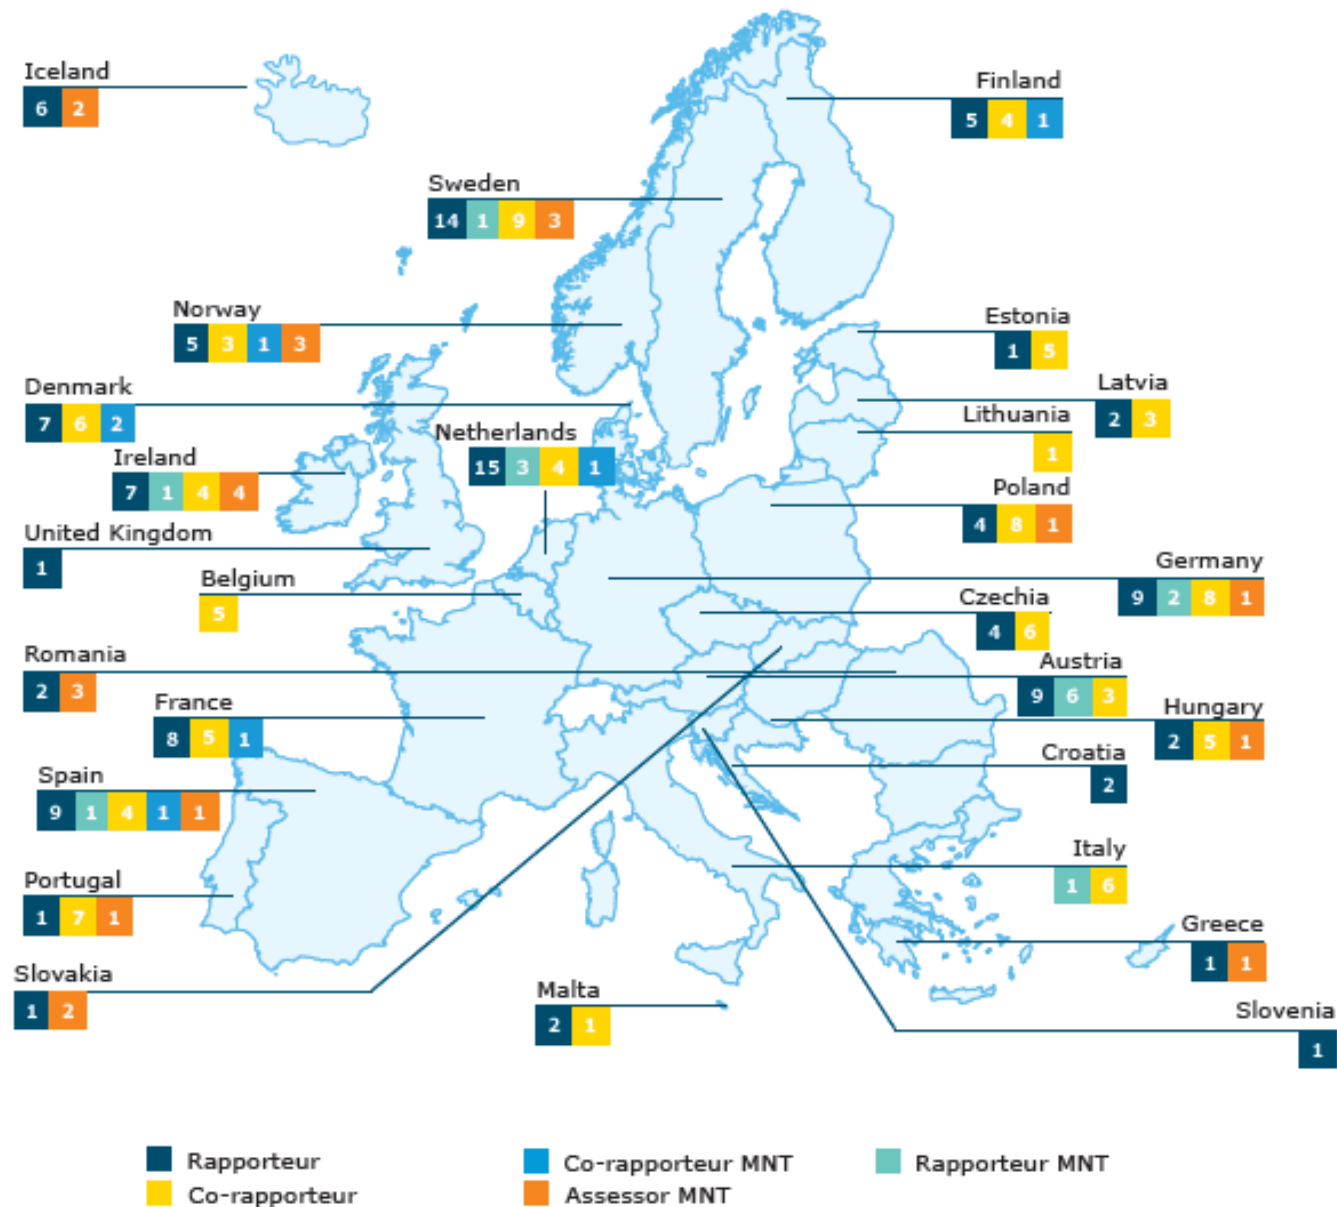 Iceland
6 2
Finland
5 4 1
Sweden
14 1 9 3
Norway
5 3 1 3
Estonia
1 5
Denmark
7 6 2
Latvia
2 3
Lithuania
1
Netherlands
15 3 4 1
Ireland
7 1 4 4
Poland
4 8 1
United Kingdom
1
Germany
9 2 8 1
Belgium
5
Czechia
4 6
Romania
2 3
Austria
9 6 3
France
8 5 1
Hungary
2 5 1
Croatia
2
Spain
9 1 4 1 1
Italy
1 6
Portugal
1 7 1
Greece
1 1
Slovakia
1 2
Malta
2 1
Slovenia
1
Rapporteur
Co-rapporteur MNT
Rapporteur MNT
Co-rapporteur
Assessor MNT